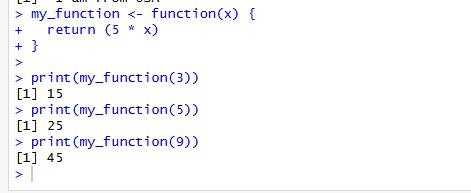 > my_function <- function(x) {
+   return (5 * x)
+ }
>
> print(my_function(3))
[1] 15
> print(my_function(5))
[1] 25
> print(my_function(9))
[1] 45
>